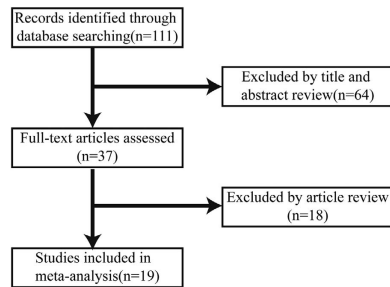 Records identified through
database searching(n=111)
Excluded by title and
abstract review(n=64)
Full-text articles assessed
(n=37)
Excluded by article review
(n=18)
Studies included in
meta-analysis(n=19)